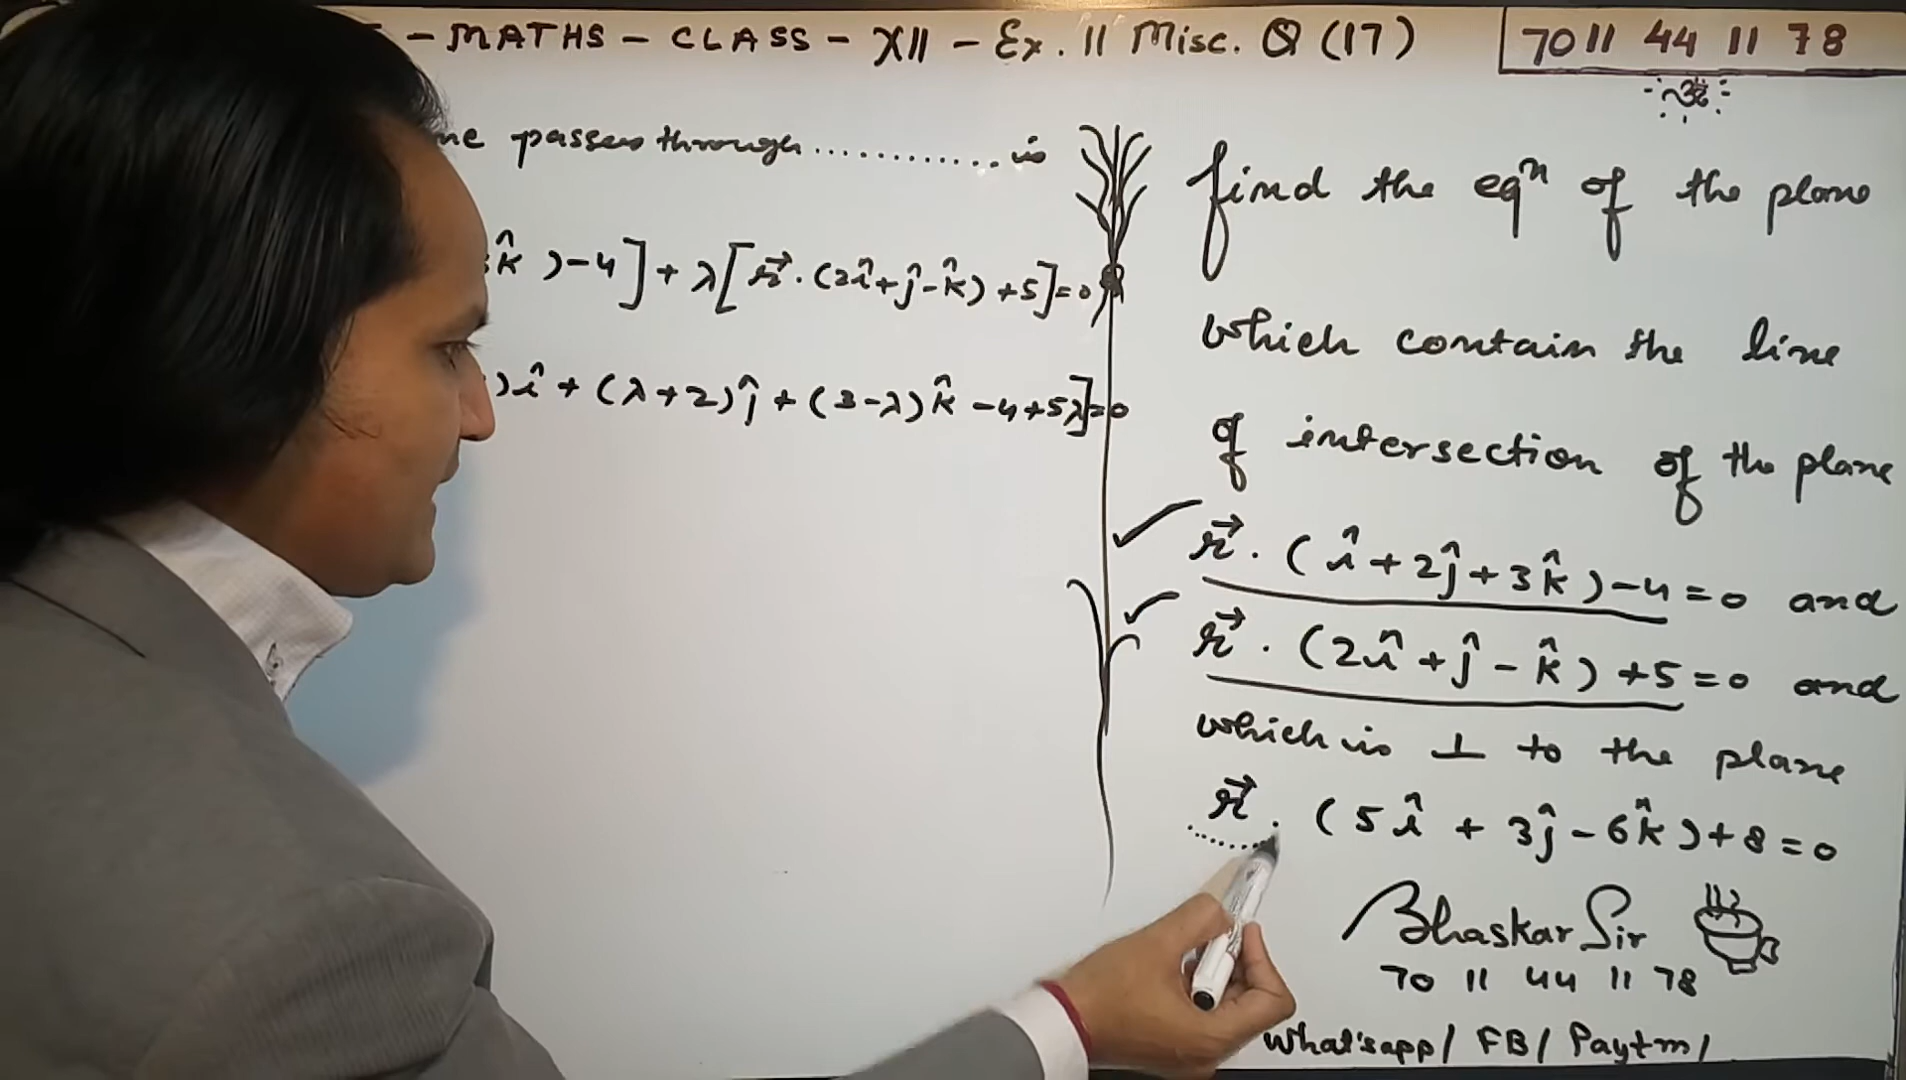 - MATHS - CLASS - XII - Ex. 11 Misc. Q (17)
70 11 44 11 78
ॐ
passes through ............. is
k̂ ) - 4 ] + λ [ r⃗ . (2î + ĵ - k̂) + 5 ] = 0
) î + (λ + 2) ĵ + (3 - λ) k̂ - 4 + 5λ ] = 0
find the eqⁿ of the plane
which contain the line
of intersection of the plane
r⃗ . ( î + 2ĵ + 3k̂ ) - 4 = 0 and
r⃗ . (2î + ĵ - k̂ ) + 5 = 0 and
which is ⊥ to the plane
r⃗ . ( 5î + 3ĵ - 6k̂ ) + 8 = 0
Bhaskar Sir
70 11 44 11 78
What'sapp / FB / Paytm /